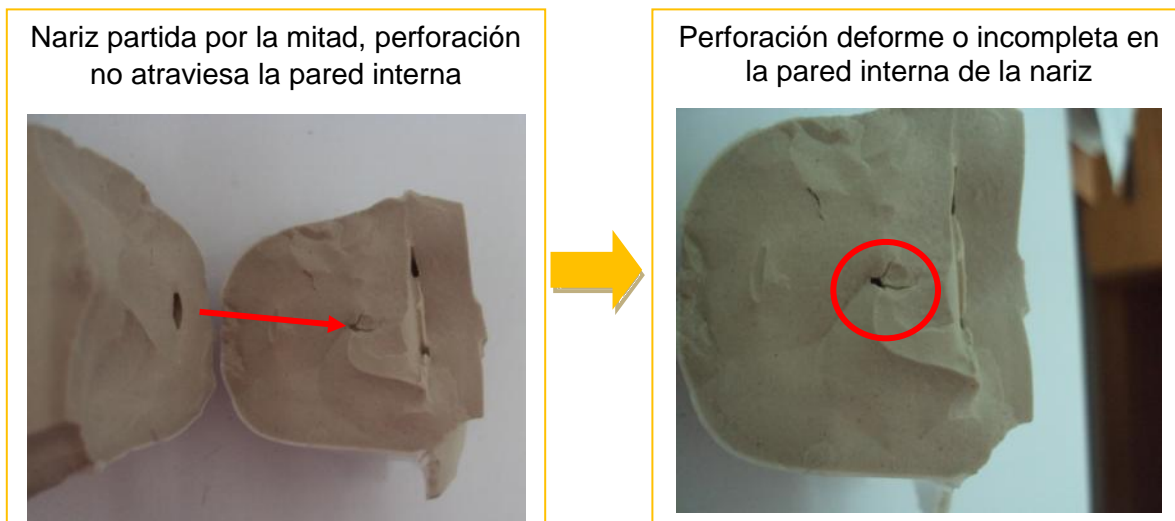 Nariz partida por la mitad, perforación
no atraviesa la pared interna
Perforación deforme o incompleta en
la pared interna de la nariz